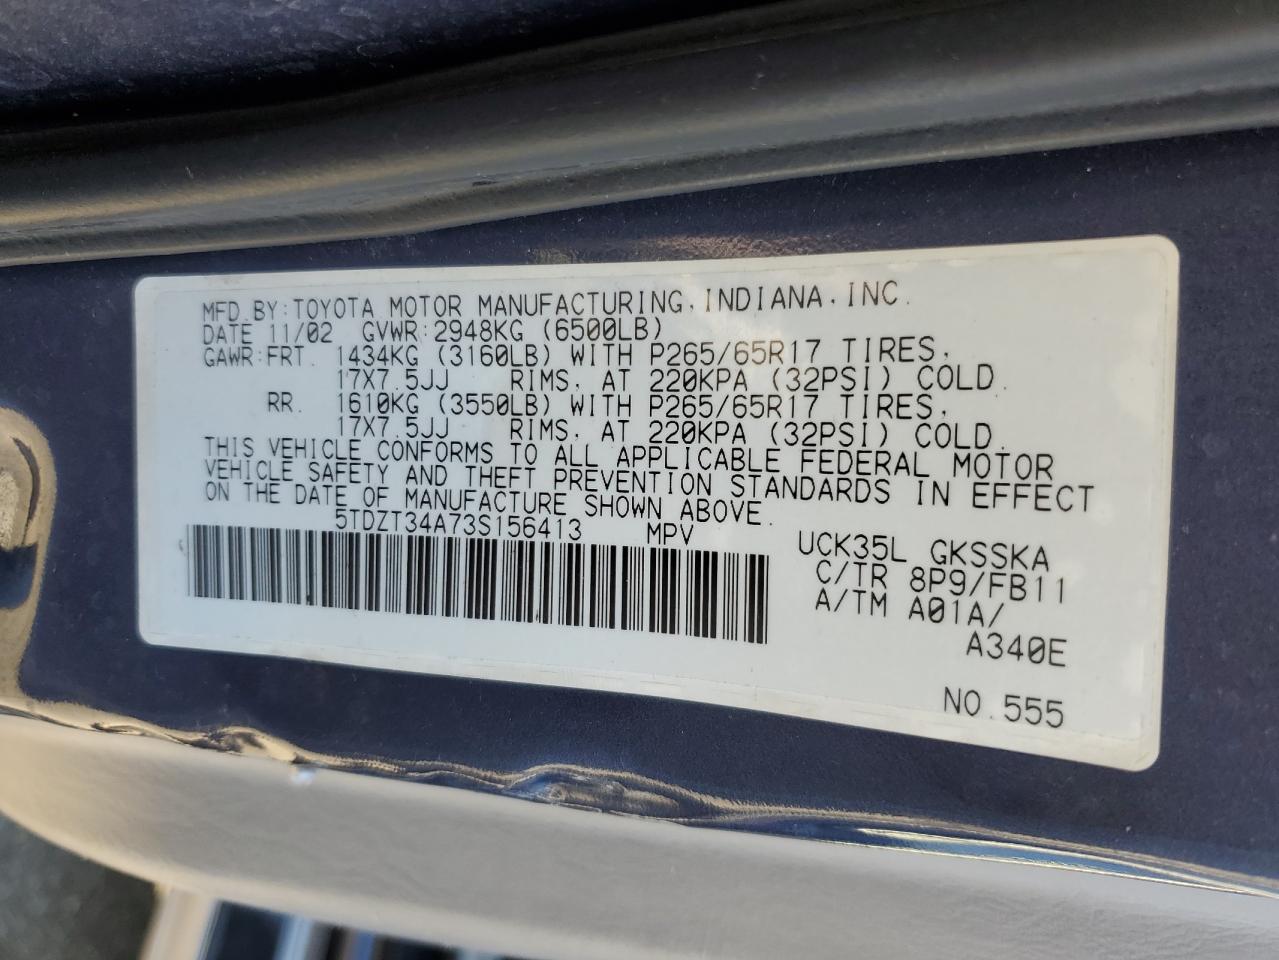 MFD.BY:TOYOTA MOTOR MANUFACTURING,INDIANA,INC.
DATE 11/02 GVWR:2948KG (6500LB)
GAWR:FRT. 1434KG (3160LB) WITH P265/65R17 TIRES,
17X7.5JJ RIMS, AT 220KPA (32PSI) COLD.
RR. 1610KG (3550LB) WITH P265/65R17 TIRES,
17X7.5JJ RIMS, AT 220KPA (32PSI) COLD.
THIS VEHICLE CONFORMS TO ALL APPLICABLE FEDERAL MOTOR
VEHICLE SAFETY AND THEFT PREVENTION STANDARDS IN EFFECT
ON THE DATE OF MANUFACTURE SHOWN ABOVE.
5TDZT34A73S156413 MPV
UCK35L GKSSKA
C/TR 8P9/FB11
A/TM A01A/
A340E
NO.555